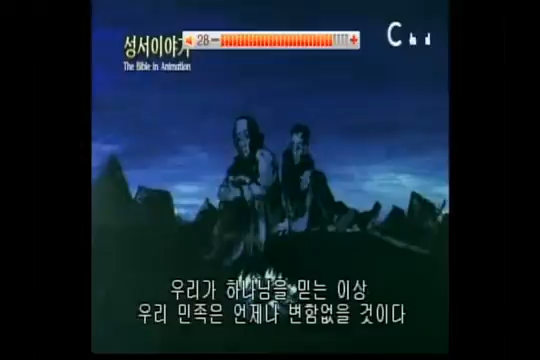 성서이야기
28
The Bible in Animation
우리가 하나님을 믿는 이상
우리 민족은 언제나 변함없을 것이다